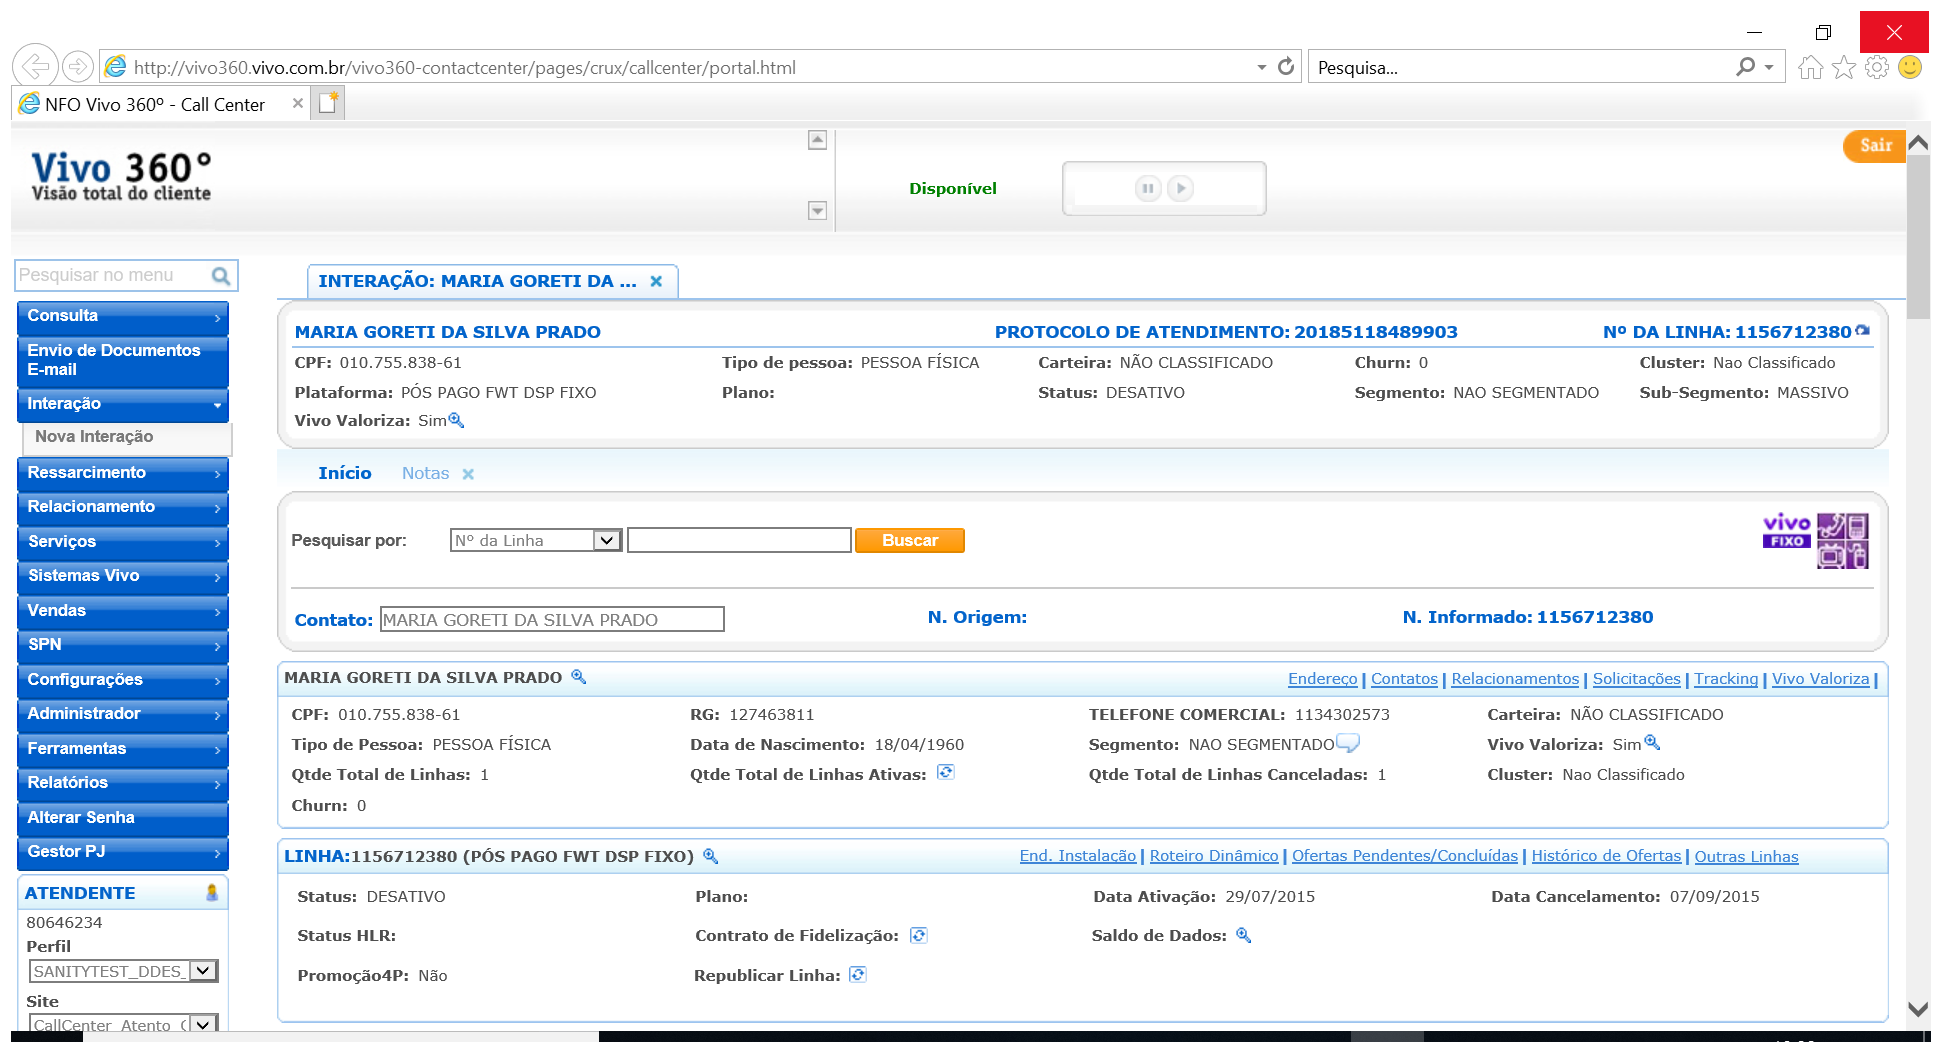 http://vivo360.vivo.com.br/vivo360-contactcenter/pages/crux/callcenter/portal.html
Pesquisa...
NFO Vivo 360º - Call Center
Vivo 360°
Visão total do cliente
Disponível
Sair
Pesquisar no menu
Consulta
Envio de Documentos
E-mail
Interação
Nova Interação
Ressarcimento
Relacionamento
Serviços
Sistemas Vivo
Vendas
SPN
Configurações
Administrador
Ferramentas
Relatórios
Alterar Senha
Gestor PJ
ATENDENTE
80646234
Perfil
SANITYTEST_DDES_
Site
CallCenter Atento
INTERAÇÃO: MARIA GORETI DA ...
MARIA GORETI DA SILVA PRADO PROTOCOLO DE ATENDIMENTO: 20185118489903 Nº DA LINHA: 1156712380
CPF: 010.755.838-61 Tipo de pessoa: PESSOA FÍSICA Carteira: NÃO CLASSIFICADO Churn: 0 Cluster: Nao Classificado
Plataforma: PÓS PAGO FWT DSP FIXO Plano: Status: DESATIVO Segmento: NAO SEGMENTADO Sub-Segmento: MASSIVO
Vivo Valoriza: Sim
Início Notas
Pesquisar por: Nº da Linha Buscar
vivo
FIXO
Contato: MARIA GORETI DA SILVA PRADO N. Origem: N. Informado: 1156712380
MARIA GORETI DA SILVA PRADO Endereço | Contatos | Relacionamentos | Solicitações | Tracking | Vivo Valoriza |
CPF: 010.755.838-61 RG: 127463811 TELEFONE COMERCIAL: 1134302573 Carteira: NÃO CLASSIFICADO
Tipo de Pessoa: PESSOA FÍSICA Data de Nascimento: 18/04/1960 Segmento: NAO SEGMENTADO Vivo Valoriza: Sim
Qtde Total de Linhas: 1 Qtde Total de Linhas Ativas: Qtde Total de Linhas Canceladas: 1 Cluster: Nao Classificado
Churn: 0
LINHA:1156712380 (PÓS PAGO FWT DSP FIXO) End. Instalação | Roteiro Dinâmico | Ofertas Pendentes/Concluídas | Histórico de Ofertas | Outras Linhas
Status: DESATIVO Plano: Data Ativação: 29/07/2015 Data Cancelamento: 07/09/2015
Status HLR: Contrato de Fidelização: Saldo de Dados:
Promoção4P: Não Republicar Linha: